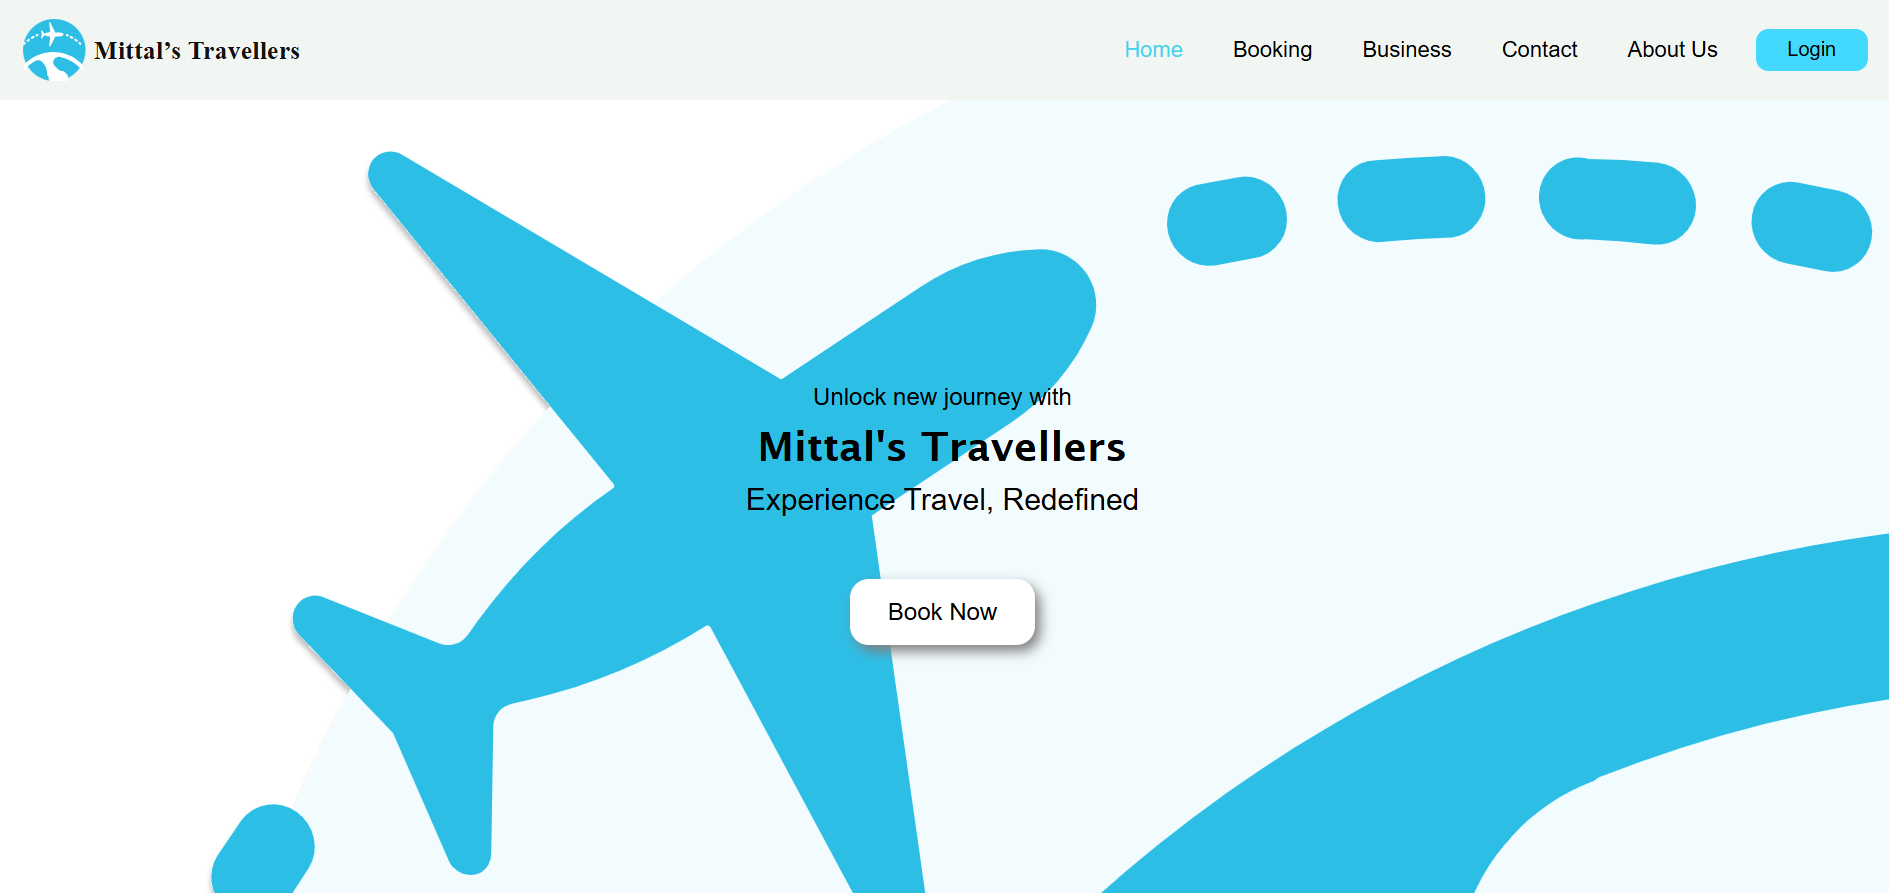 Mittal’s Travellers
Home Booking Business Contact About Us Login
Unlock new journey with
Mittal's Travellers
Experience Travel, Redefined
Book Now